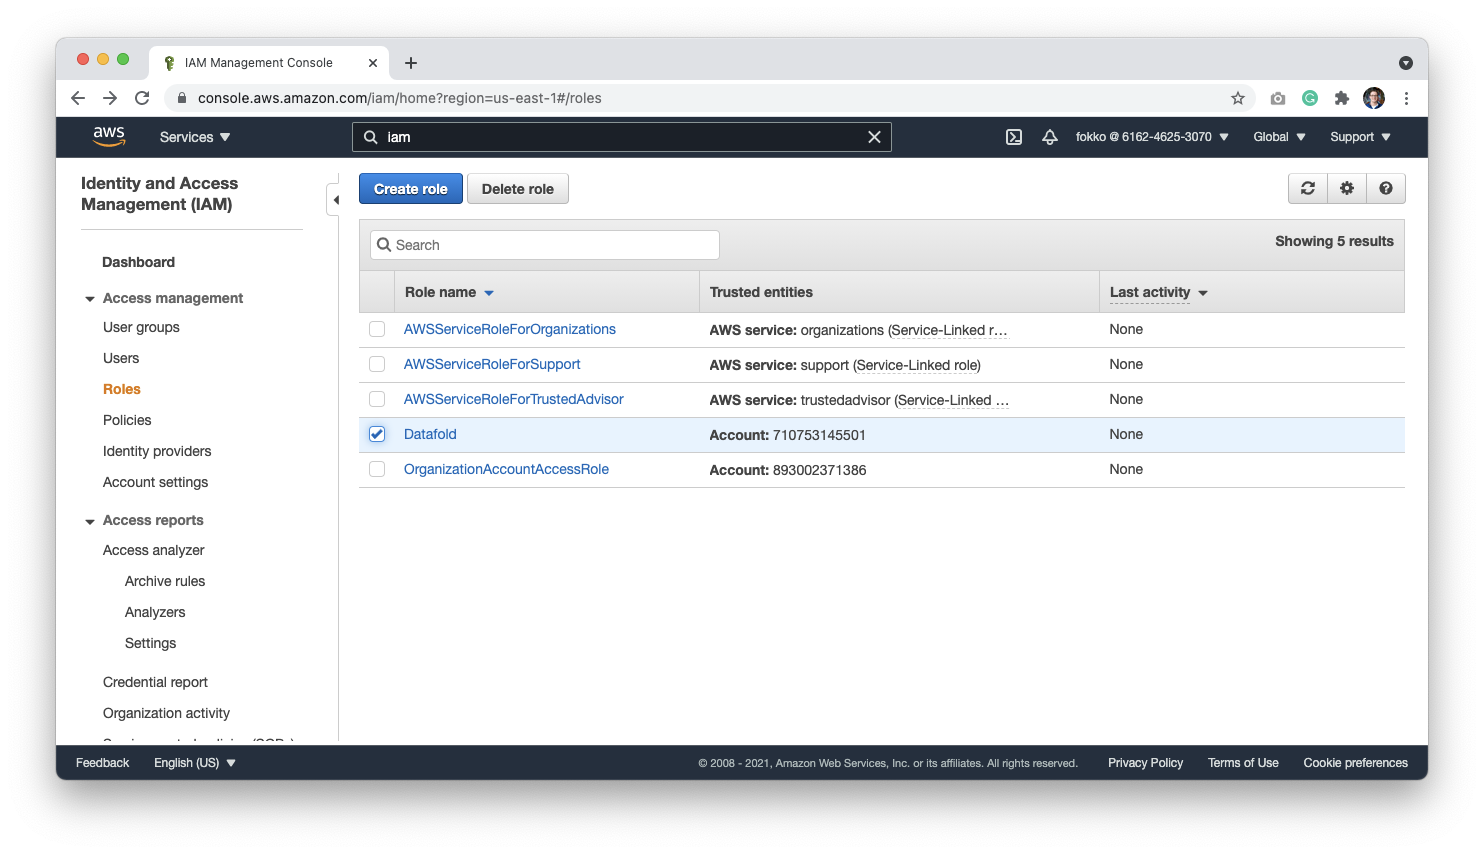 IAM Management Console
console.aws.amazon.com/iam/home?region=us-east-1#/roles
aws Services iam fokko @ 6162-4625-3070 Global Support
Identity and Access
Management (IAM)
Dashboard
Access management
User groups
Users
Roles
Policies
Identity providers
Account settings
Access reports
Access analyzer
Archive rules
Analyzers
Settings
Credential report
Organization activity
Create role Delete role
Search Showing 5 results
Role name Trusted entities Last activity
AWSServiceRoleForOrganizations AWS service: organizations (Service-Linked r… None
AWSServiceRoleForSupport AWS service: support (Service-Linked role) None
AWSServiceRoleForTrustedAdvisor AWS service: trustedadvisor (Service-Linked … None
Datafold Account: 710753145501 None
OrganizationAccountAccessRole Account: 893002371386 None
Feedback English (US) © 2008 - 2021, Amazon Web Services, Inc. or its affiliates. All rights reserved. Privacy Policy Terms of Use Cookie preferences